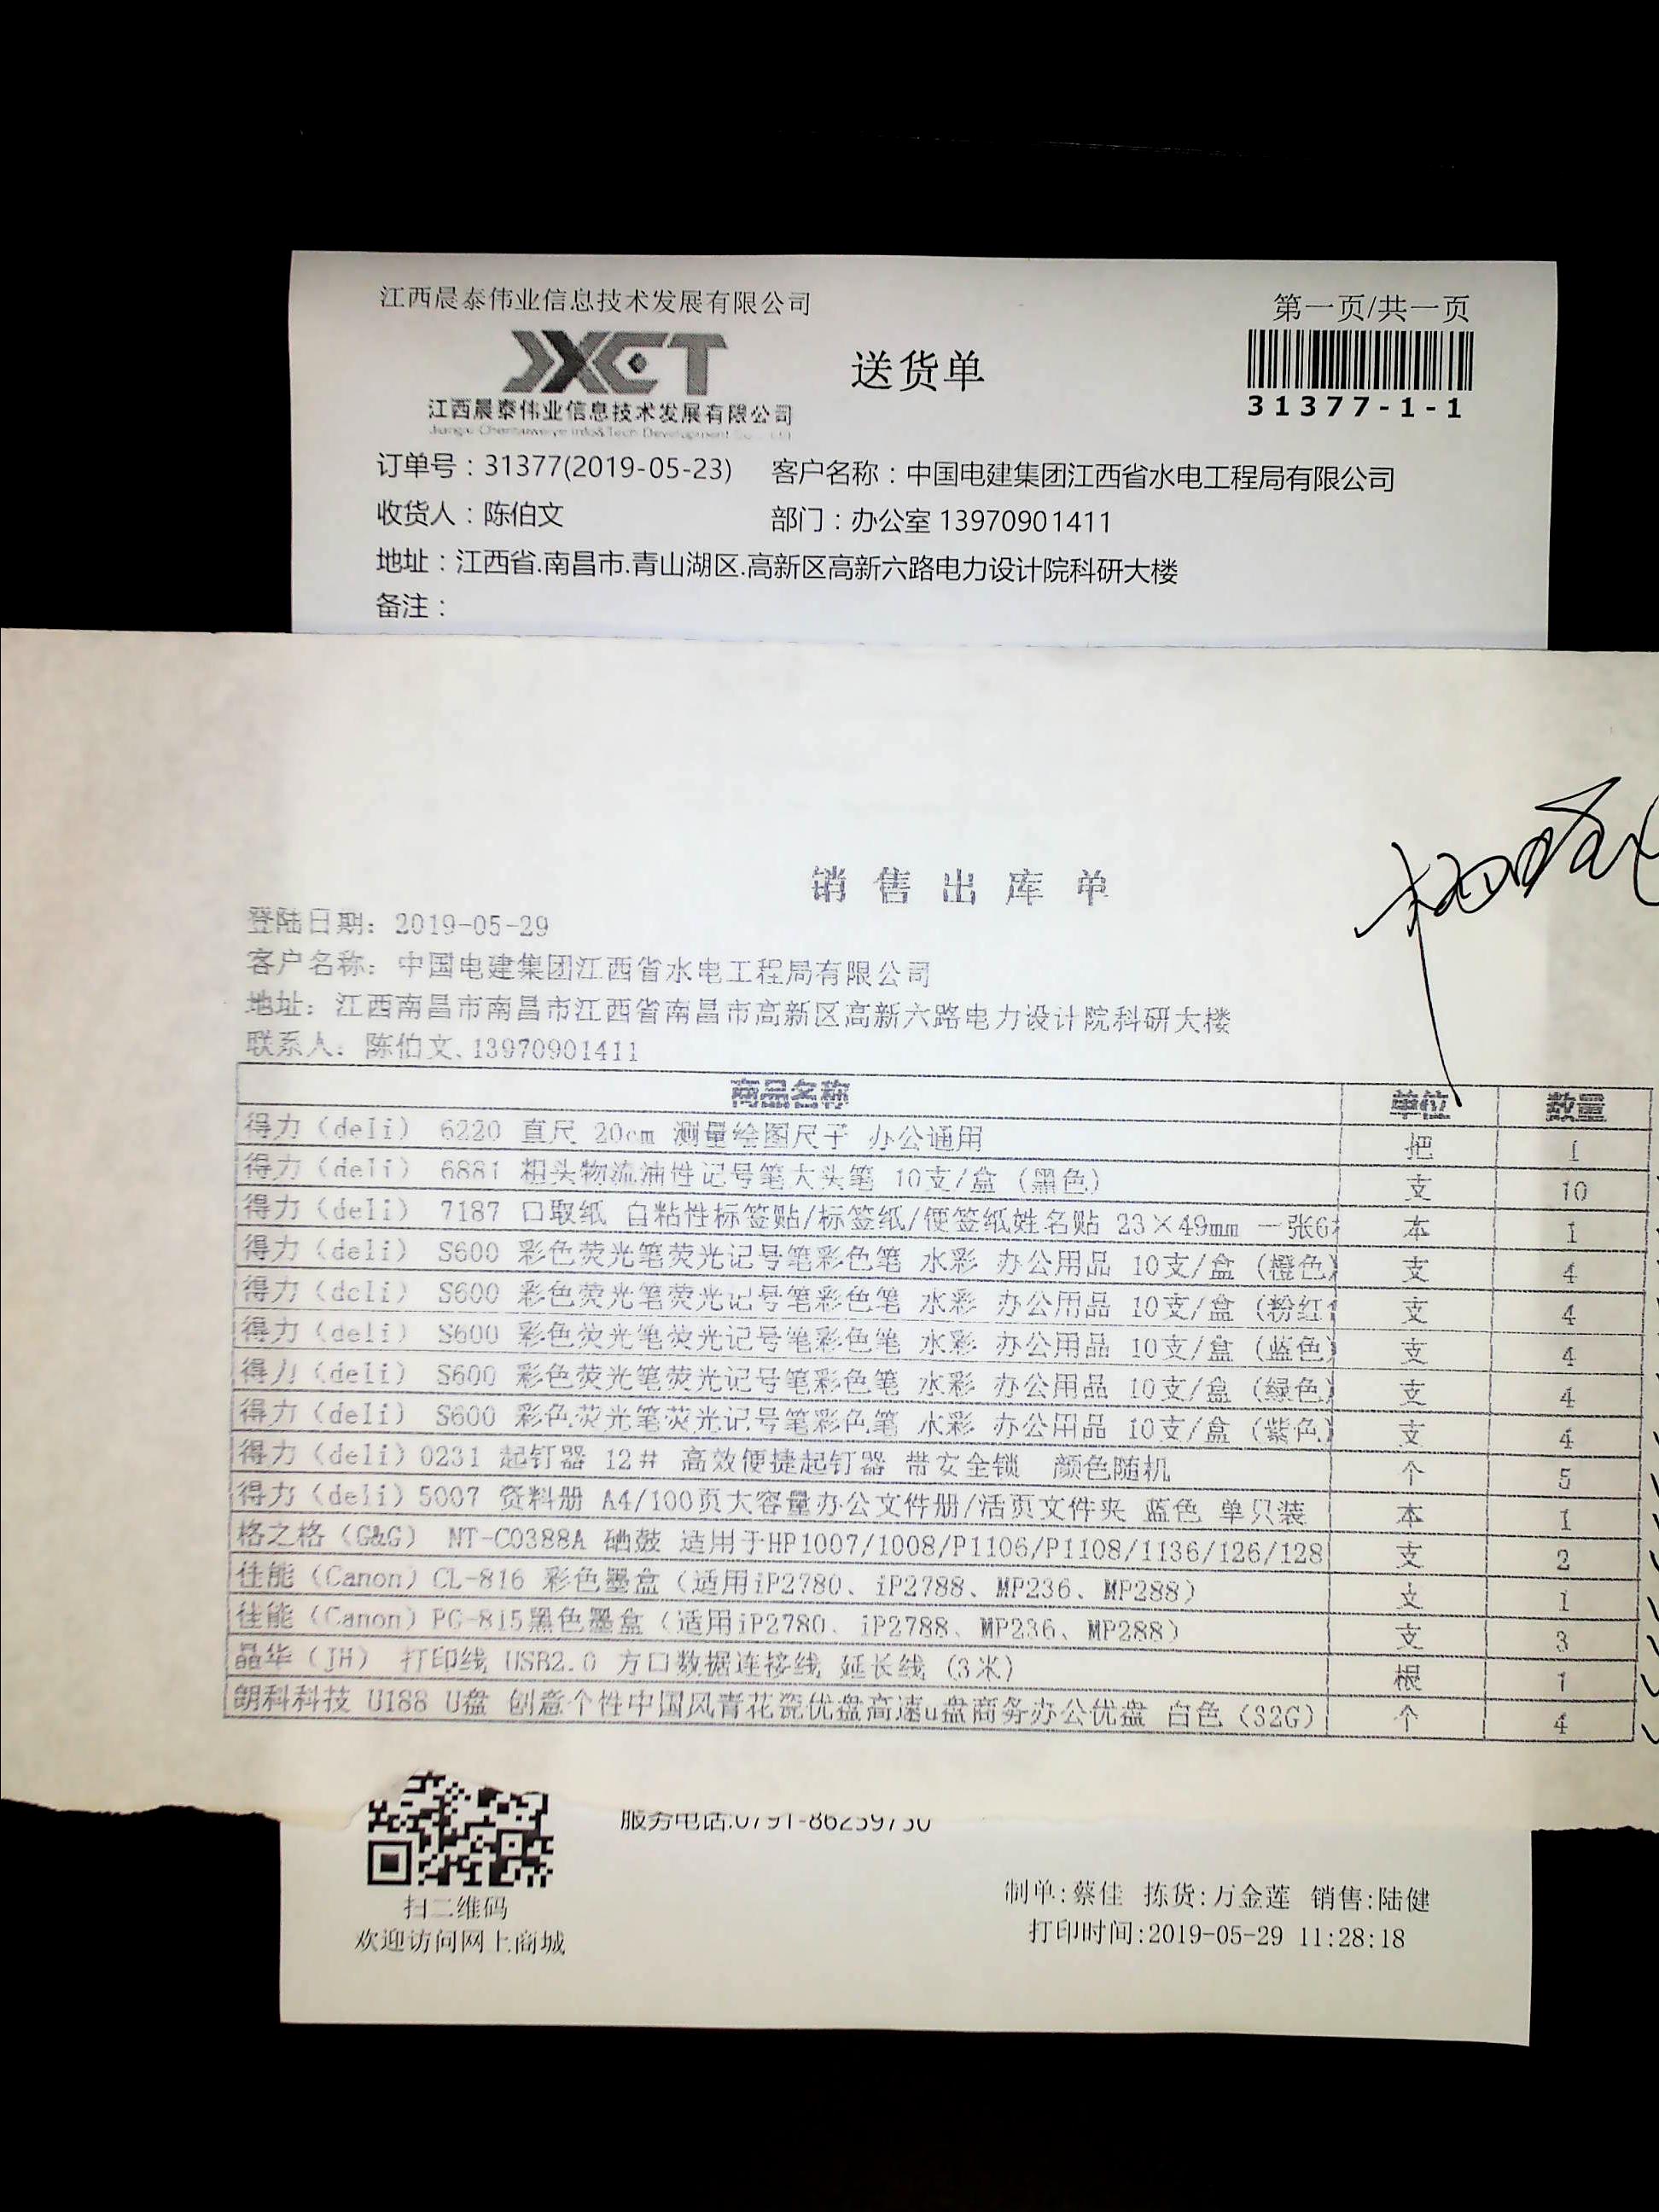 江西晨泰伟业信息技术发展有限公司
第一页/共一页
JXCT
送货单
江西晨泰伟业信息技术发展有限公司
31377-1-1
订单号：31377(2019-05-23) 客户名称：中国电建集团江西省水电工程局有限公司
收货人：陈伯文 部门：办公室 13970901411
地址：江西省.南昌市.青山湖区.高新区高新六路电力设计院科研大楼
备注：
销售出库单
登陆日期：2019-05-29
客户名称：中国电建集团江西省水电工程局有限公司
地址：江西南昌市南昌市江西省南昌市高新区高新六路电力设计院科研大楼
联系人：陈伯文、13970901411
商品名称 单位 数量
得力（deli） 6220 直尺 20cm 测量绘图尺子 办公通用 把 1
得力（deli） 6881 粗头物流油性记号笔大头笔 10支/盒（黑色） 支 10
得力（deli） 7187 口取纸 自粘性标签贴/标签纸/便签纸姓名贴 23×49mm 一张6 本 1
得力（deli） S600 彩色荧光笔荧光记号笔彩色笔 水彩 办公用品 10支/盒（橙色） 支 4
得力（deli） S600 彩色荧光笔荧光记号笔彩色笔 水彩 办公用品 10支/盒（粉红 支 4
得力（deli） S600 彩色荧光笔荧光记号笔彩色笔 水彩 办公用品 10支/盒（蓝色） 支 4
得力（deli） S600 彩色荧光笔荧光记号笔彩色笔 水彩 办公用品 10支/盒（绿色） 支 4
得力（deli） S600 彩色荧光笔荧光记号笔彩色笔 水彩 办公用品 10支/盒（紫色） 支 4
得力（deli）0231 起钉器 12# 高效便捷起钉器 带安全锁 颜色随机 个 5
得力（deli）5007 资料册 A4/100页大容量办公文件册/活页文件夹 蓝色 单只装 本 1
格之格（G&G） NT-C0388A 硒鼓 适用于HP1007/1008/P1106/P1108/1136/126/128 支 2
佳能（Canon）CL-816 彩色墨盒（适用iP2780、iP2788、MP236、MP288） 支 1
佳能（Canon）PG-815黑色墨盒（适用iP2780、iP2788、MP236、MP288） 支 3
晶华（JH） 打印线 USB2.0 方口数据连接线 延长线（3米） 根 1
朗科科技 U188 U盘 创意个性中国风青花瓷优盘高速u盘商务办公优盘 白色（32G） 个 4
服务电话:0791-86259730
扫二维码
欢迎访问网上商城
制单:蔡佳 拣货:万金莲 销售:陆健
打印时间:2019-05-29 11:28:18